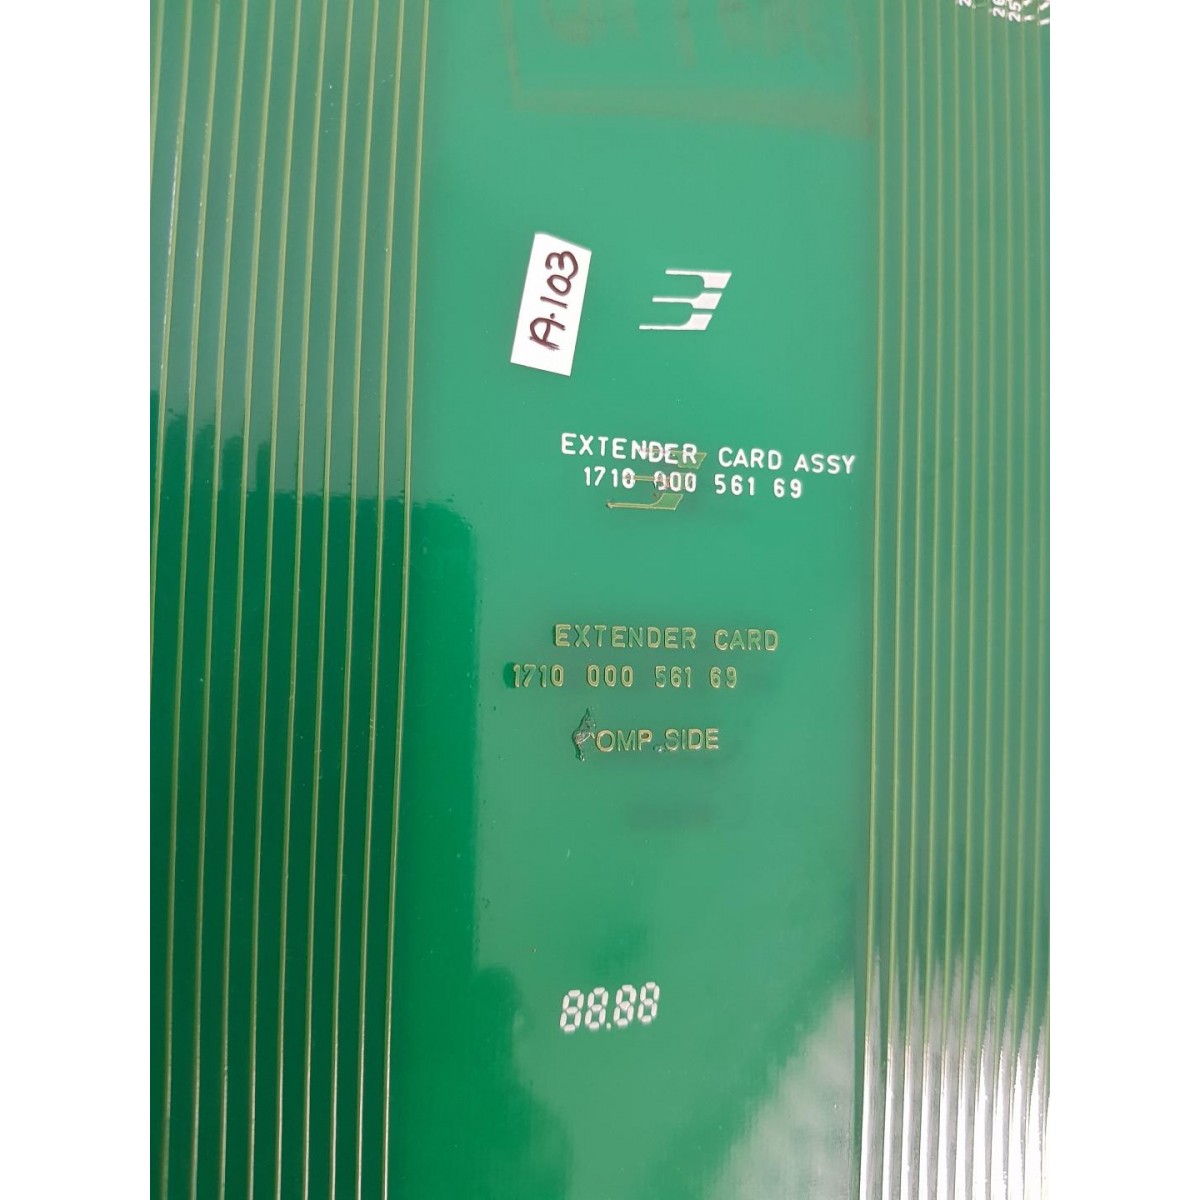 A.103
EXTENDER CARD ASSY
1710 000 561 69
EXTENDER CARD
1710 000 561 69
OMP SIDE
88.88